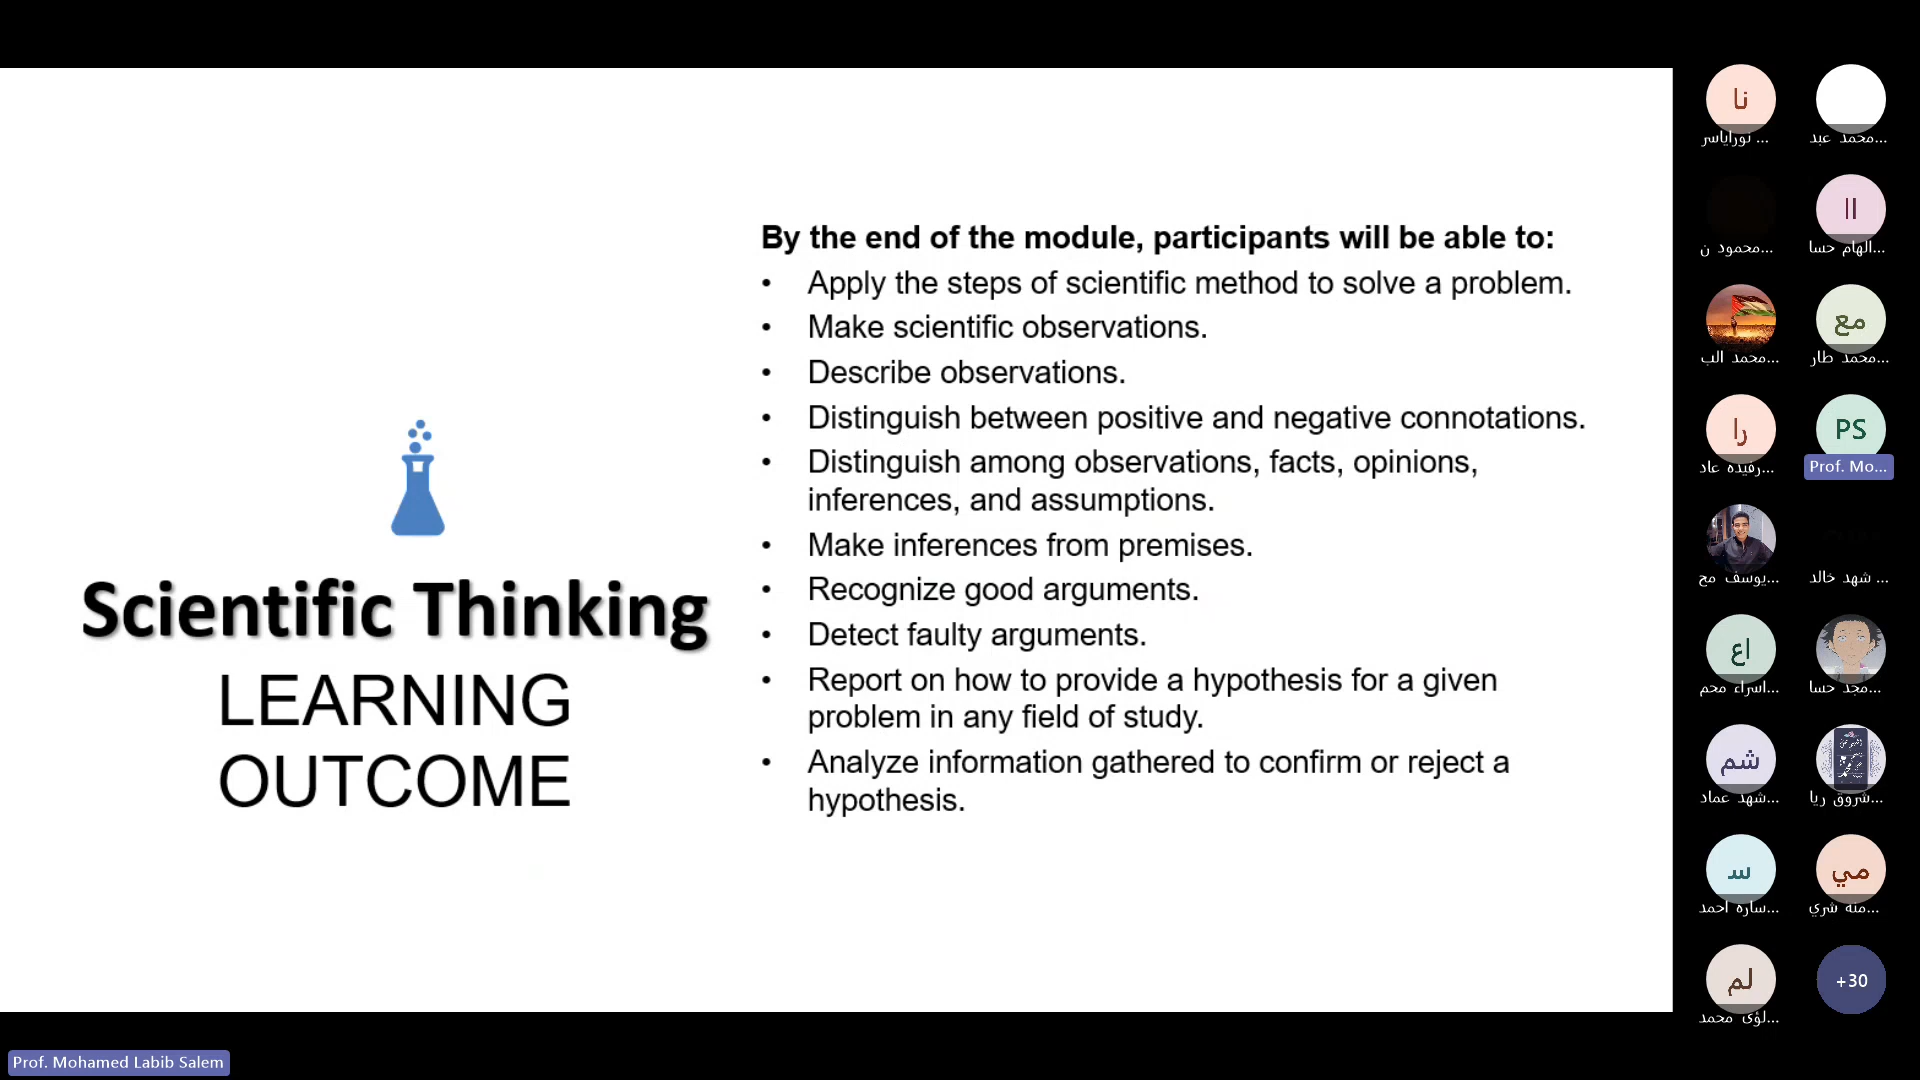 Scientific Thinking
LEARNING
OUTCOME
By the end of the module, participants will be able to:
• Apply the steps of scientific method to solve a problem.
• Make scientific observations.
• Describe observations.
• Distinguish between positive and negative connotations.
• Distinguish among observations, facts, opinions,
inferences, and assumptions.
• Make inferences from premises.
• Recognize good arguments.
• Detect faulty arguments.
• Report on how to provide a hypothesis for a given
problem in any field of study.
• Analyze information gathered to confirm or reject a
hypothesis.
نا
نوراياسر ...
محمد عبد...
محمود ن...
اا
الهام حسا...
محمد الب...
مع
محمد طار...
را
رفيده عاد...
PS
Prof. Mo...
يوسف مح...
شهد خالد ...
اع
اسراء محم...
مجد حسا...
شم
شهد عماد...
شروق ريا...
س
ساره احمد...
مي
منه شري...
لم
لؤى محمد...
+30
Prof. Mohamed Labib Salem